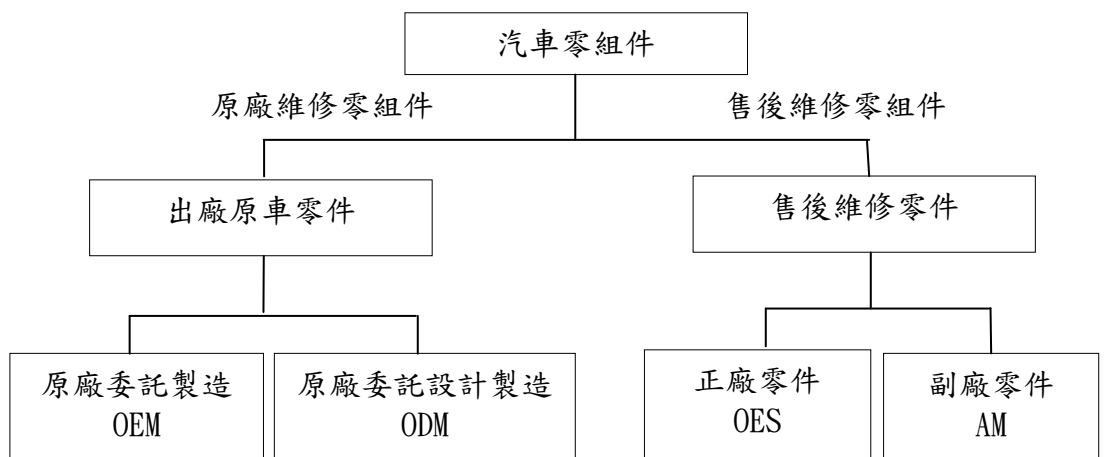 汽車零組件
原廠維修零組件
售後維修零組件
出廠原車零件
售後維修零件
原廠委託製造
OEM
原廠委託設計製造
ODM
正廠零件
OES
副廠零件
AM